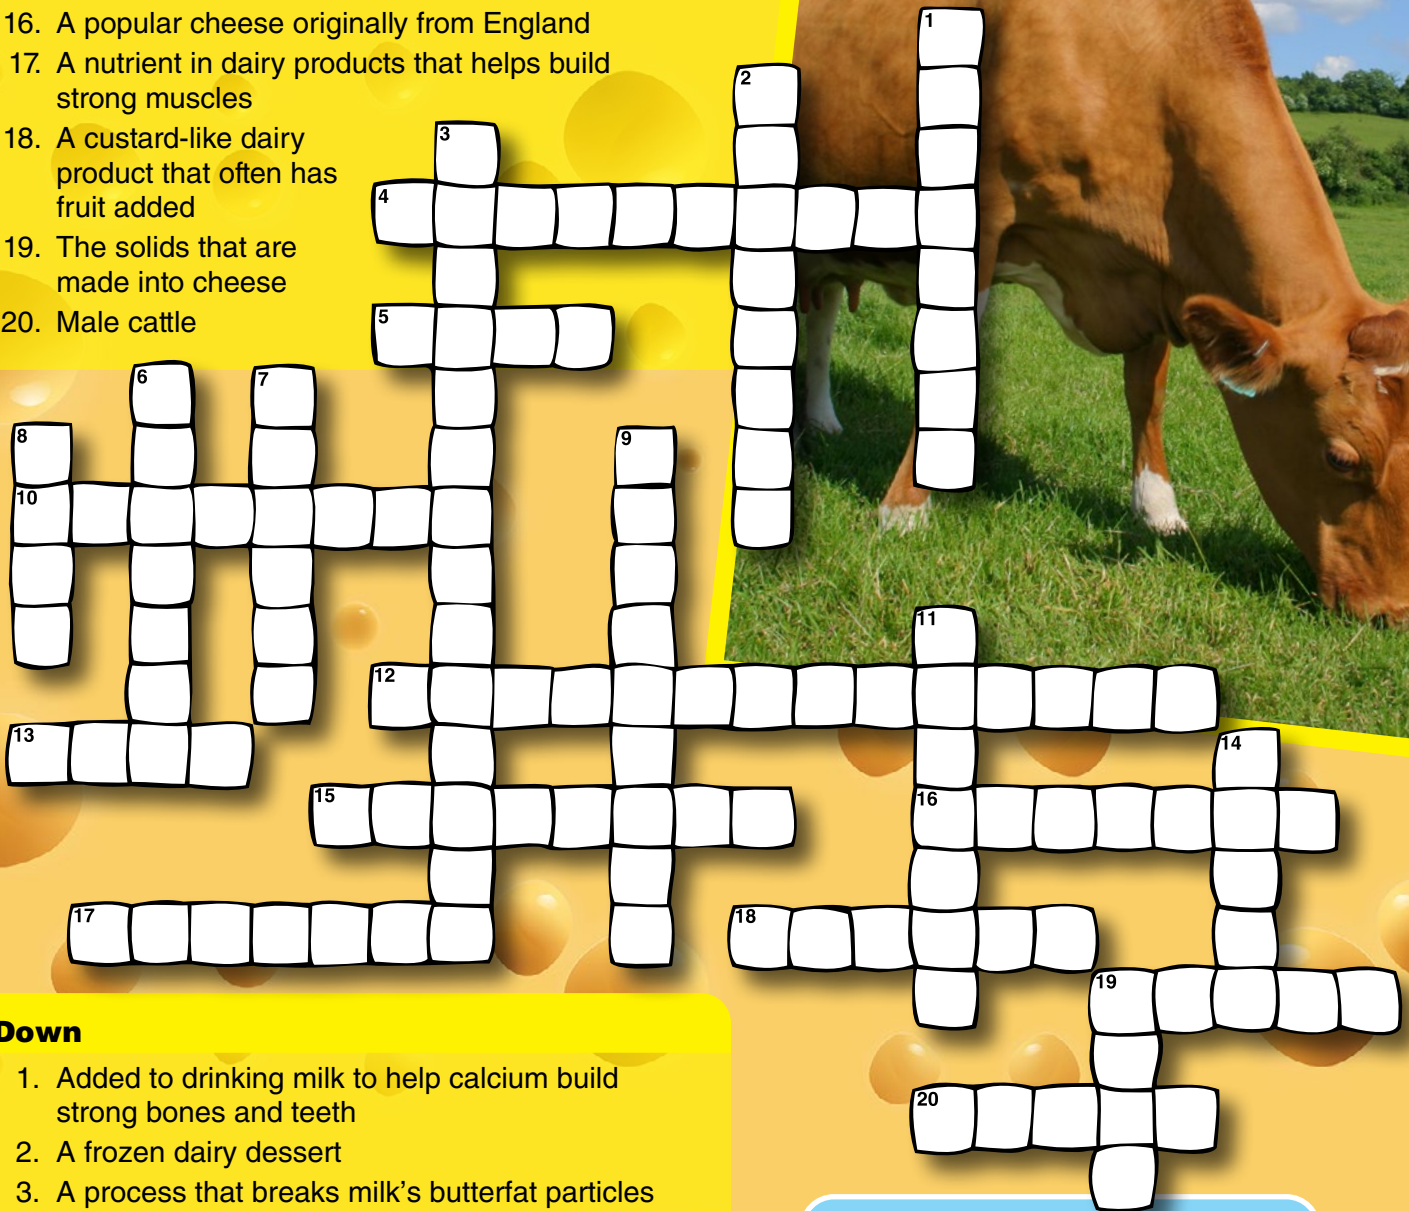 16. A popular cheese originally from England
17. A nutrient in dairy products that helps build
strong muscles
18. A custard-like dairy
product that often has
fruit added
19. The solids that are
made into cheese
20. Male cattle
1
2
3
4
5
6
7
8
9
10
11
12
13
14
15
16
17
18
19
20
Down
1. Added to drinking milk to help calcium build
strong bones and teeth
2. A frozen dairy dessert
3. A process that breaks milk’s butterfat particles